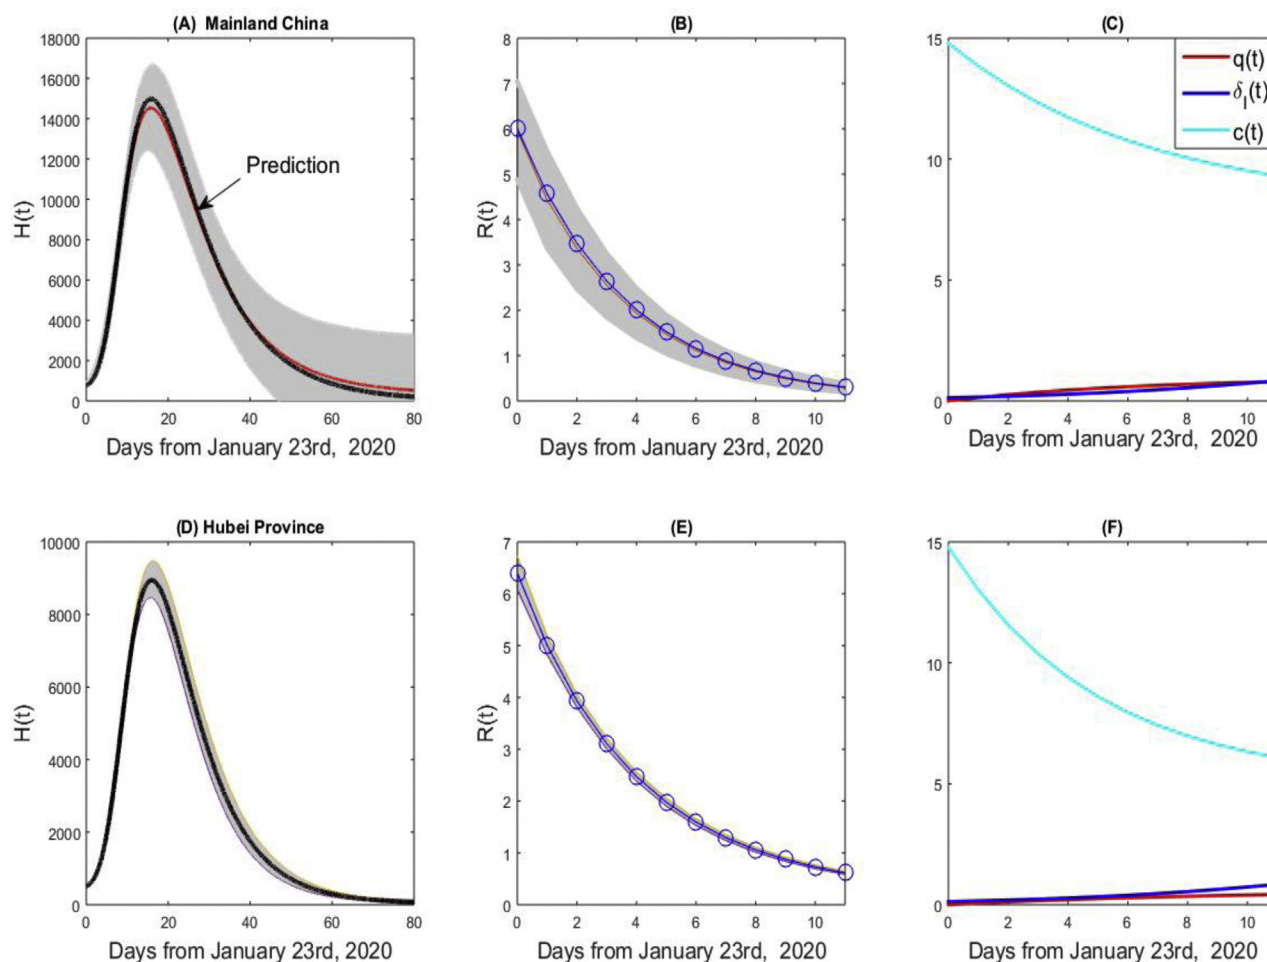 (A) Mainland China
18000
16000
14000
12000
10000
8000
6000
4000
2000
0
H(t)
Prediction
0 20 40 60 80
Days from January 23rd, 2020
(B)
8
7
6
5
4
3
2
1
0
R(t)
0 2 4 6 8 10
Days from January 23rd, 2020
(C)
15
10
5
0
q(t)
δI(t)
c(t)
0 2 4 6 8 10
Days from January 23rd, 2020
(D) Hubei Province
10000
8000
6000
4000
2000
0
H(t)
0 20 40 60 80
Days from January 23rd, 2020
(E)
7
6
5
4
3
2
1
0
R(t)
0 2 4 6 8 10
Days from January 23rd, 2020
(F)
15
10
5
0
0 2 4 6 8 10
Days from January 23rd, 2020